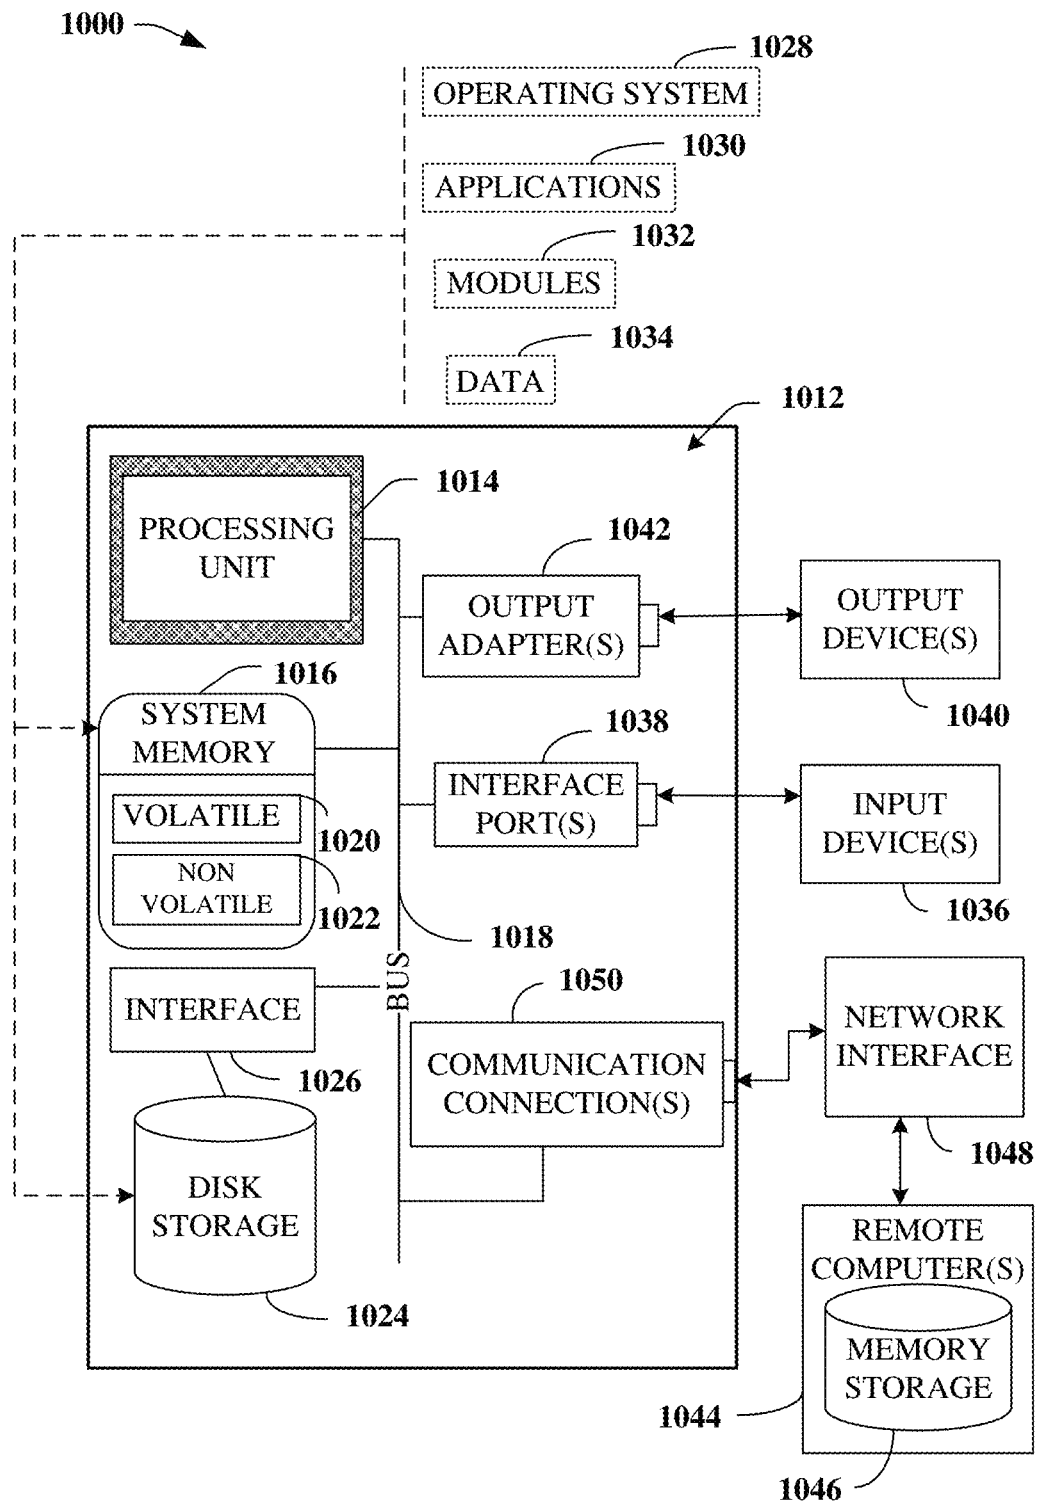 1000
1028
OPERATING SYSTEM
1030
APPLICATIONS
1032
MODULES
1034
DATA
1012
1014
PROCESSING
UNIT
1042
OUTPUT
ADAPTER(S)
OUTPUT
DEVICE(S)
1040
1016
SYSTEM
MEMORY
VOLATILE
1020
NON
VOLATILE
1022
1038
INTERFACE
PORT(S)
INPUT
DEVICE(S)
1036
1018
BUS
INTERFACE
1026
1050
COMMUNICATION
CONNECTION(S)
NETWORK
INTERFACE
1048
DISK
STORAGE
1024
REMOTE
COMPUTER(S)
MEMORY
STORAGE
1044
1046